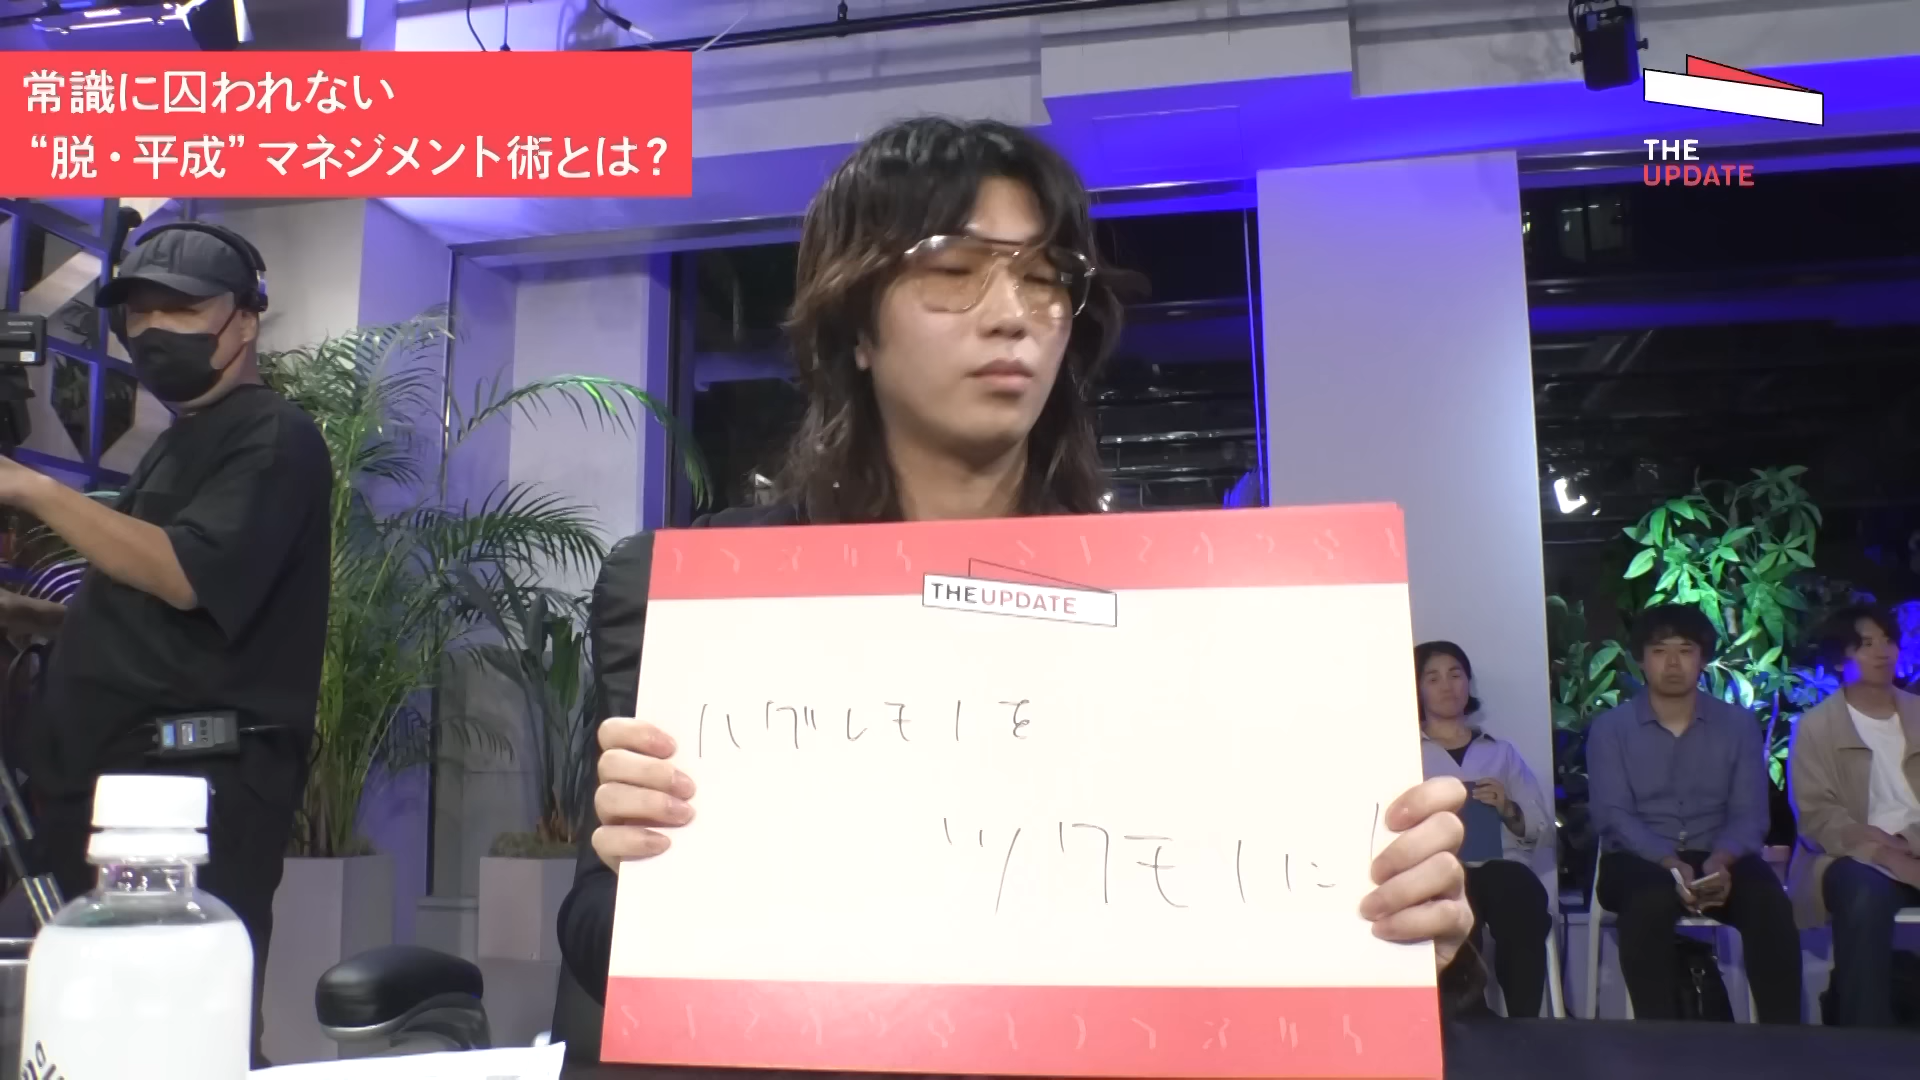 常識に囚われない
“脱・平成” マネジメント術とは？
THE
UPDATE
THE UPDATE
ハグレモノを
ツワモノに!